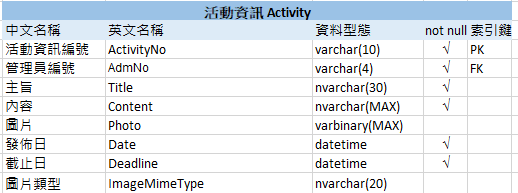 活動資訊 Activity
中文名稱 英文名稱 資料型態 not null 索引鍵
活動資訊編號 ActivityNo varchar(10) √ PK
管理員編號 AdmNo varchar(4) √ FK
主旨 Title nvarchar(30) √
內容 Content nvarchar(MAX) √
圖片 Photo varbinary(MAX)
發佈日 Date datetime √
截止日 Deadline datetime √
圖片類型 ImageMimeType nvarchar(20)